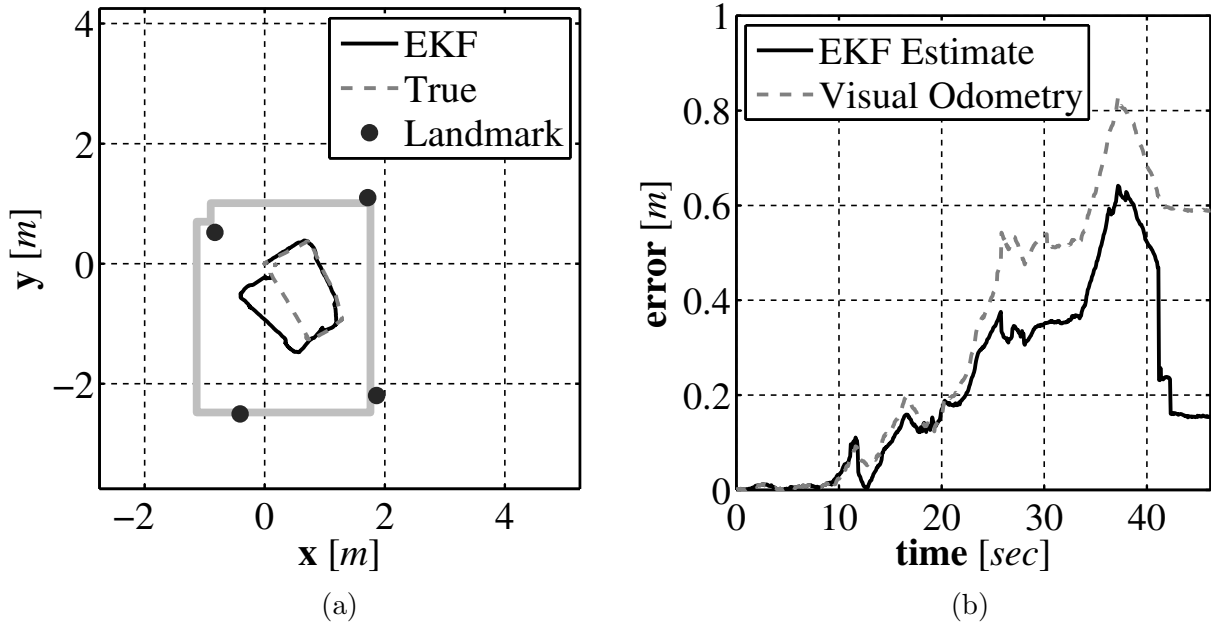 4
2
0
−2
y [m]
−2
0
2
4
x [m]
EKF
True
Landmark
(a)
1
0.8
0.6
0.4
0.2
0
error [m]
0
10
20
30
40
time [sec]
EKF Estimate
Visual Odometry
(b)